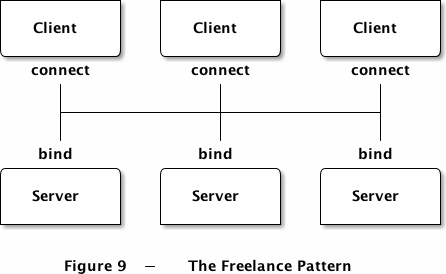 Client Client Client
connect connect connect
bind bind bind
Server Server Server
Figure 9 — The Freelance Pattern